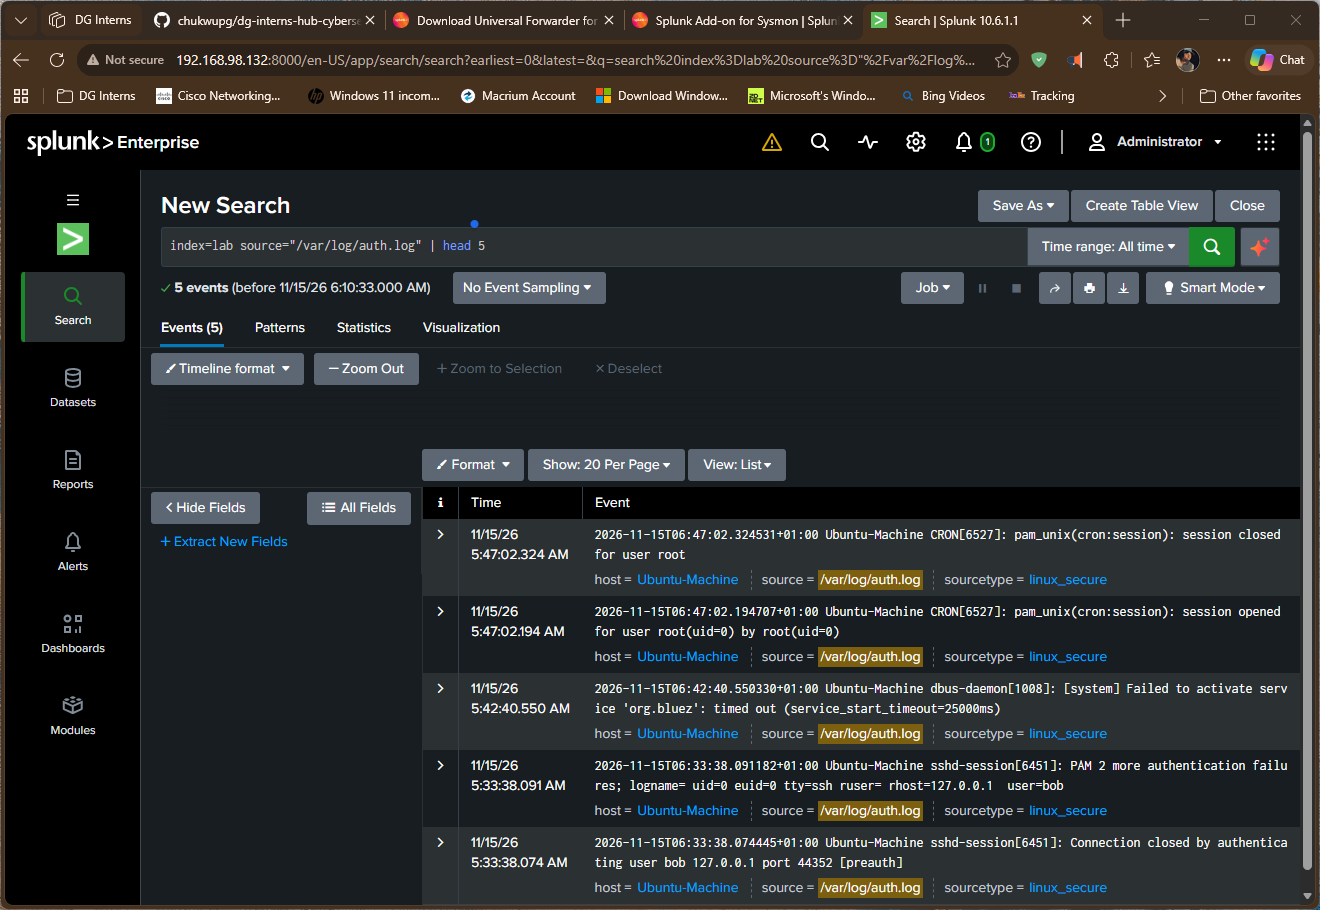 DG Interns
chukwupg/dg-interns-hub-cyberse
Download Universal Forwarder for
Splunk Add-on for Sysmon | Splun
Search | Splunk 10.6.1.1
Not secure
192.168.98.132:8000/en-US/app/search/search?earliest=0&latest=&q=search%20index%3Dlab%20source%3D"%2Fvar%2Flog%...
Chat
DG Interns
Cisco Networking...
Windows 11 incom...
Macrium Account
Download Window...
Microsoft's Windo...
Bing Videos
Tracking
Other favorites
splunk> Enterprise
1
Administrator
New Search
Save As
Create Table View
Close
index=lab source="/var/log/auth.log" | head 5
Time range: All time
5 events (before 11/15/26 6:10:33.000 AM)
No Event Sampling
Job
Smart Mode
Search
Datasets
Reports
Alerts
Dashboards
Modules
Events (5)
Patterns
Statistics
Visualization
Timeline format
— Zoom Out
+ Zoom to Selection
× Deselect
Format
Show: 20 Per Page
View: List
< Hide Fields
All Fields
+ Extract New Fields
i
Time
Event
11/15/26
5:47:02.324 AM
2026-11-15T06:47:02.324531+01:00 Ubuntu-Machine CRON[6527]: pam_unix(cron:session): session closed
for user root
host = Ubuntu-Machine source = /var/log/auth.log sourcetype = linux_secure
11/15/26
5:47:02.194 AM
2026-11-15T06:47:02.194707+01:00 Ubuntu-Machine CRON[6527]: pam_unix(cron:session): session opened
for user root(uid=0) by root(uid=0)
host = Ubuntu-Machine source = /var/log/auth.log sourcetype = linux_secure
11/15/26
5:42:40.550 AM
2026-11-15T06:42:40.550330+01:00 Ubuntu-Machine dbus-daemon[1008]: [system] Failed to activate serv
ice 'org.bluez': timed out (service_start_timeout=25000ms)
host = Ubuntu-Machine source = /var/log/auth.log sourcetype = linux_secure
11/15/26
5:33:38.091 AM
2026-11-15T06:33:38.091182+01:00 Ubuntu-Machine sshd-session[6451]: PAM 2 more authentication failu
res; logname= uid=0 euid=0 tty=ssh ruser= rhost=127.0.0.1  user=bob
host = Ubuntu-Machine source = /var/log/auth.log sourcetype = linux_secure
11/15/26
5:33:38.074 AM
2026-11-15T06:33:38.074445+01:00 Ubuntu-Machine sshd-session[6451]: Connection closed by authentica
ting user bob 127.0.0.1 port 44352 [preauth]
host = Ubuntu-Machine source = /var/log/auth.log sourcetype = linux_secure